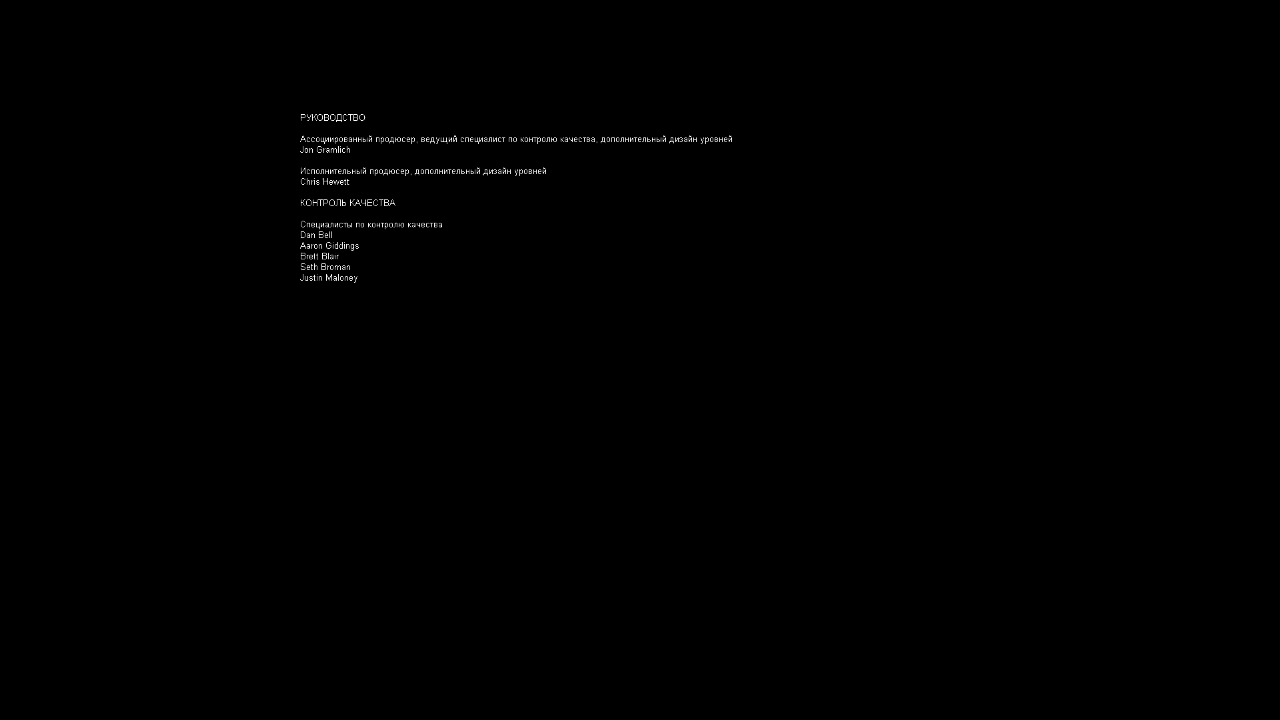 РУКОВОДСТВО
Ассоциированный продюсер, ведущий специалист по контролю качества, дополнительный дизайн уровней
Jon Gramlich
Исполнительный продюсер, дополнительный дизайн уровней
Chris Hewett
КОНТРОЛЬ КАЧЕСТВА
Специалисты по контролю качества
Dan Bell
Aaron Giddings
Brett Blair
Seth Broman
Justin Maloney